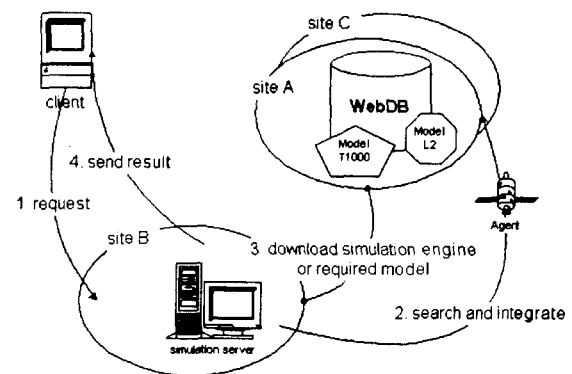 site C
site A
WebDB
Model
T1000
Model
L2
client
4. send result
1 request
Agent
site B
3. download simulation engine
or required model
2. search and integrate
simulation server